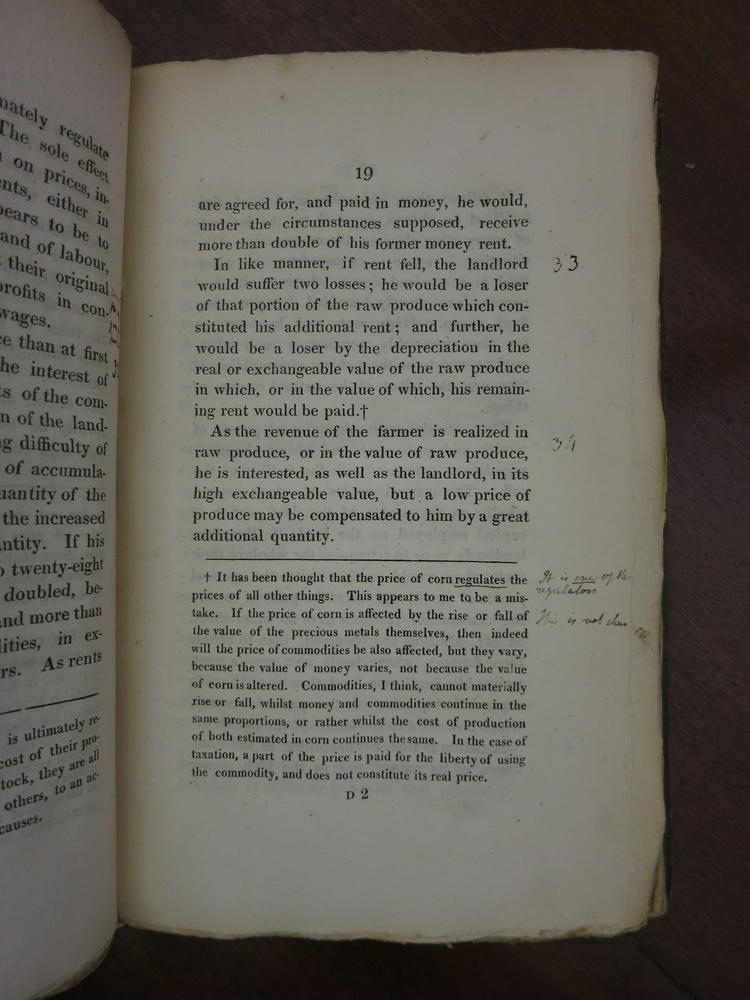 nately regulate
The sole effect
on prices, in-
nts, either in
pears to be to
and of labour,
their original
profits in con-
wages.
ce than at first
he interest of
s of the com-
n of the land-
ng difficulty of
of accumula-
uantity of the
the increased
ntity. If his
twenty-eight
doubled, be-
and more than
lities, in ex-
rs. As rents
is ultimately re-
cost of their pro-
tock, they are all
others, to an ac-
causes.
19
are agreed for, and paid in money, he would,
under the circumstances supposed, receive
more than double of his former money rent.
In like manner, if rent fell, the landlord 33
would suffer two losses; he would be a loser
of that portion of the raw produce which con-
stituted his additional rent; and further, he
would be a loser by the depreciation in the
real or exchangeable value of the raw produce
in which, or in the value of which, his remain-
ing rent would be paid.†
As the revenue of the farmer is realized in 34
raw produce, or in the value of raw produce,
he is interested, as well as the landlord, in its
high exchangeable value, but a low price of
produce may be compensated to him by a great
additional quantity.
† It has been thought that the price of corn regulates the It is one of the
prices of all other things. This appears to me to be a mis- regulators
take. If the price of corn is affected by the rise or fall of This is not clear
the value of the precious metals themselves, then indeed
will the price of commodities be also affected, but they vary,
because the value of money varies, not because the value
of corn is altered. Commodities, I think, cannot materially
rise or fall, whilst money and commodities continue in the
same proportions, or rather whilst the cost of production
of both estimated in corn continues the same. In the case of
taxation, a part of the price is paid for the liberty of using
the commodity, and does not constitute its real price.
D 2